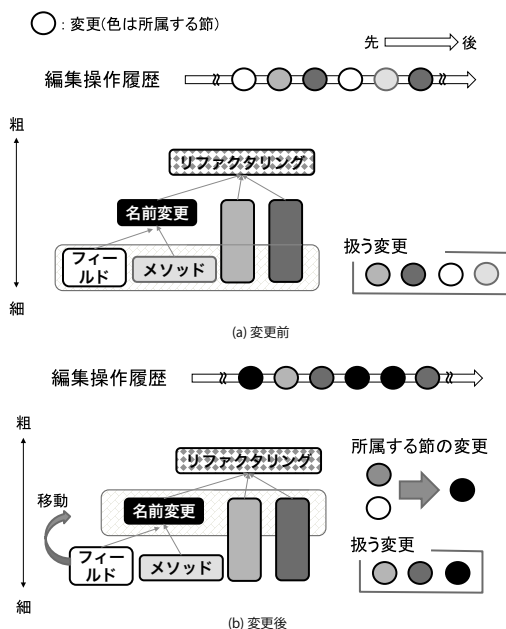 : 変更(色は所属する節)
先 後
編集操作履歴
粗
リファクタリング
名前変更
フィー
ルド
メソッド
細
扱う変更
(a) 変更前
編集操作履歴
粗
リファクタリング
移動
名前変更
フィー
ルド
メソッド
細
所属する節の変更
扱う変更
(b) 変更後